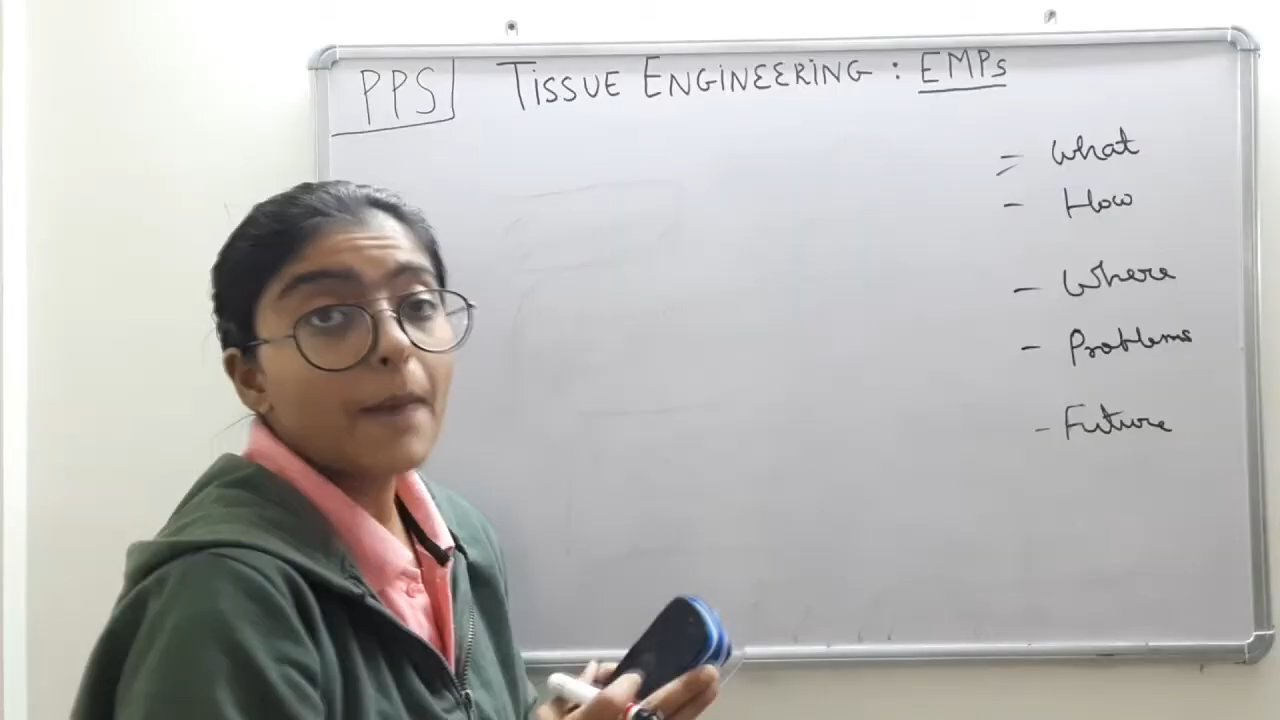 PPS Tissue Engineering : EMPs
= What
- How
- Where
- Problems
- Future